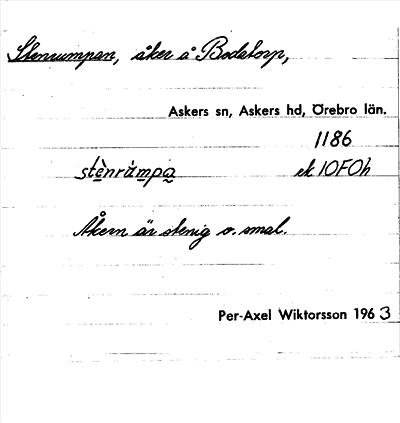 Stenrumpan, åker å Bodatorp,
Askers sn, Askers hd, Örebro län.
1186
stènrúmpa ek 10F0h
Åkern är stenig o. smal.
Per-Axel Wiktorsson 1963